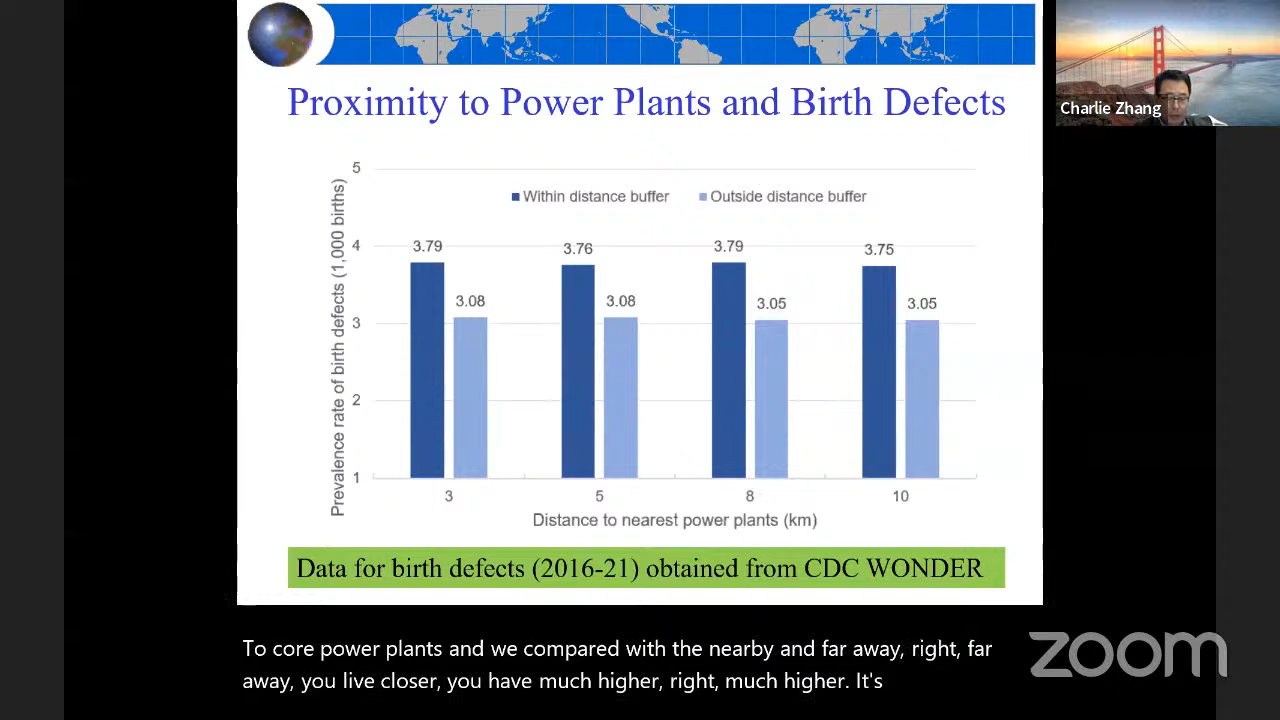 Proximity to Power Plants and Birth Defects
Charlie Zhang
Prevalence rate of birth defects (1,000 births)
5
4
3
2
1
Within distance buffer
Outside distance buffer
3.79
3.08
3.76
3.08
3.79
3.05
3.75
3.05
3
5
8
10
Distance to nearest power plants (km)
Data for birth defects (2016-21) obtained from CDC WONDER
To core power plants and we compared with the nearby and far away, right, far
away, you live closer, you have much higher, right, much higher. It's
zoom